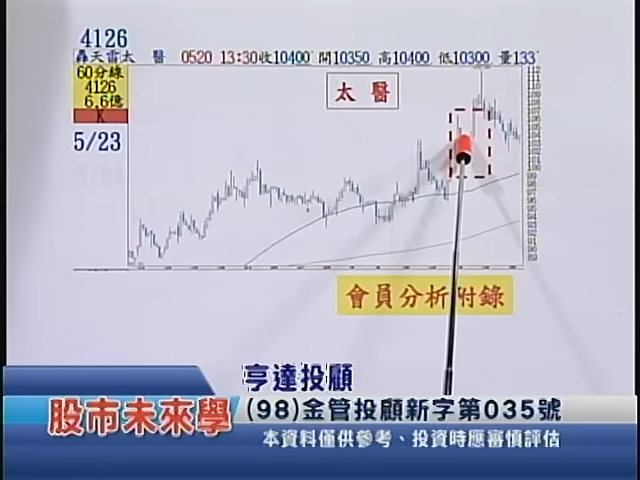 4126
轟天雷太 醫 0520 13:30收10400 開10350 高10400 低10300 量133
60分線
4126
6.6億
K
5/23
太 醫
會員分析附錄
亨達投顧
股市未來學
(98)金管投顧新字第035號
本資料僅供參考、投資時應審慎評估